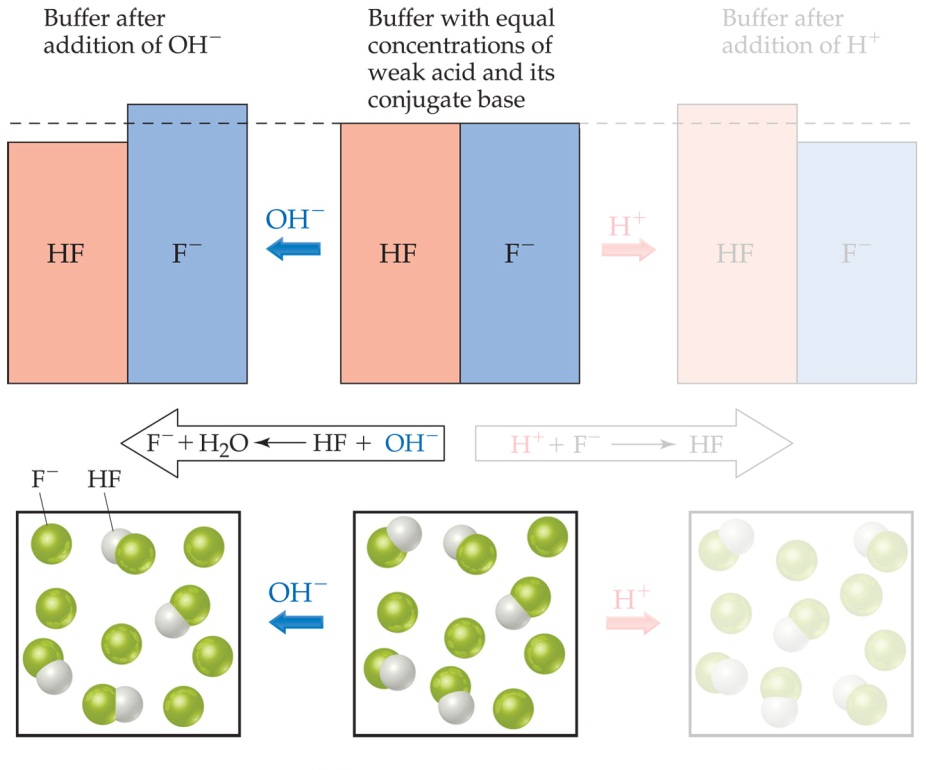 Buffer after
addition of OH⁻
Buffer with equal
concentrations of
weak acid and its
conjugate base
Buffer after
addition of H⁺
HF
F⁻
OH⁻
HF
F⁻
H⁺
HF
F⁻
F⁻ + H₂O ← HF + OH⁻
H⁺ + F⁻ → HF
F⁻
HF
OH⁻
H⁺